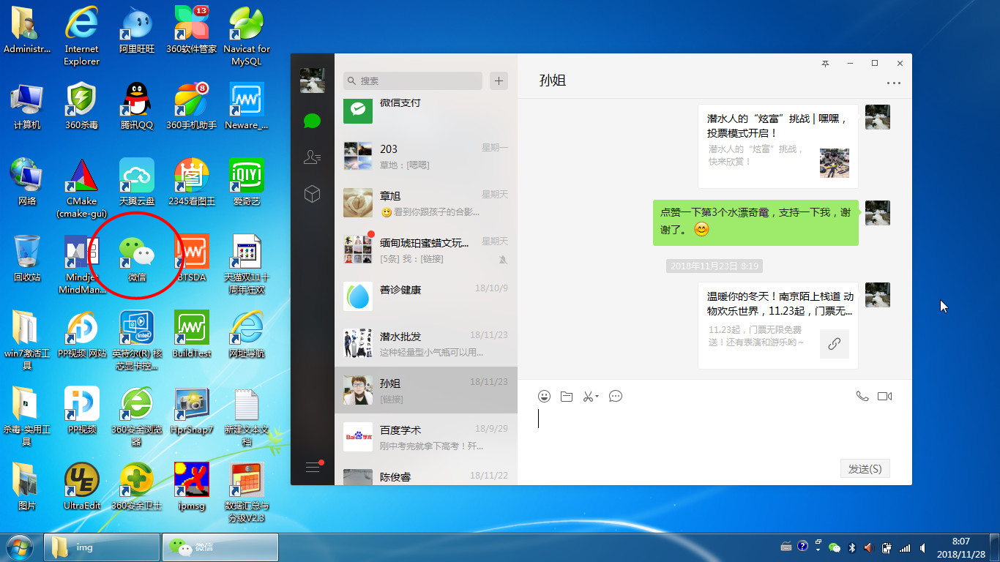 Administr...
Internet
Explorer
阿里旺旺
13
360软件管家
Navicat for
MySQL
计算机
360杀毒
腾讯QQ
8
360手机助手
Neware_...
网络
CMake
(cmake-gui)
天翼云盘
图
2345看图王
iQIYI
爱奇艺
回收站
Mindjet
MindMan...
微信
BTSDA
天猫双11十
周年狂欢
win7激活工
具
PP视频 网站
intel
英特尔(R) 核
芯显卡控...
BuildTest
网址导航
杀毒-实用工
具
PP视频
360安全浏览
器
HprSnap7
新建文本文
档
图片
UE
UltraEdit
360安全卫士
ipmsg
数据汇总与
分级V2.3
搜索
微信支付
203
星期一
草地：[嗯嗯]
章旭
星期天
看到你跟孩子的合影...
缅甸琥珀蜜蜡文玩...
星期天
[5条] 我：[链接]
善诊健康
18/10/9
潜水批发
18/11/23
这种轻量型小气瓶可以用...
孙姐
18/11/23
[链接]
Bai 学术
百度学术
18/9/29
刚中考完就拿下高考！歼...
陈俊睿
18/11/22
孙姐
潜水人的“炫富”挑战 | 嘿嘿，
投票模式开启！
潜水人的“炫富”挑战，
快来欣赏！
点赞一下第3个水漂奇鼋，支持一下我，谢
谢了。
2018年11月23日 8:19
温暖你的冬天！南京陌上栈道 动
物欢乐世界，11.23起，门票无...
11.23起，门票无限免费
送！还有表演和游乐哟~
发送(S)
img
微信
8:07
2018/11/28